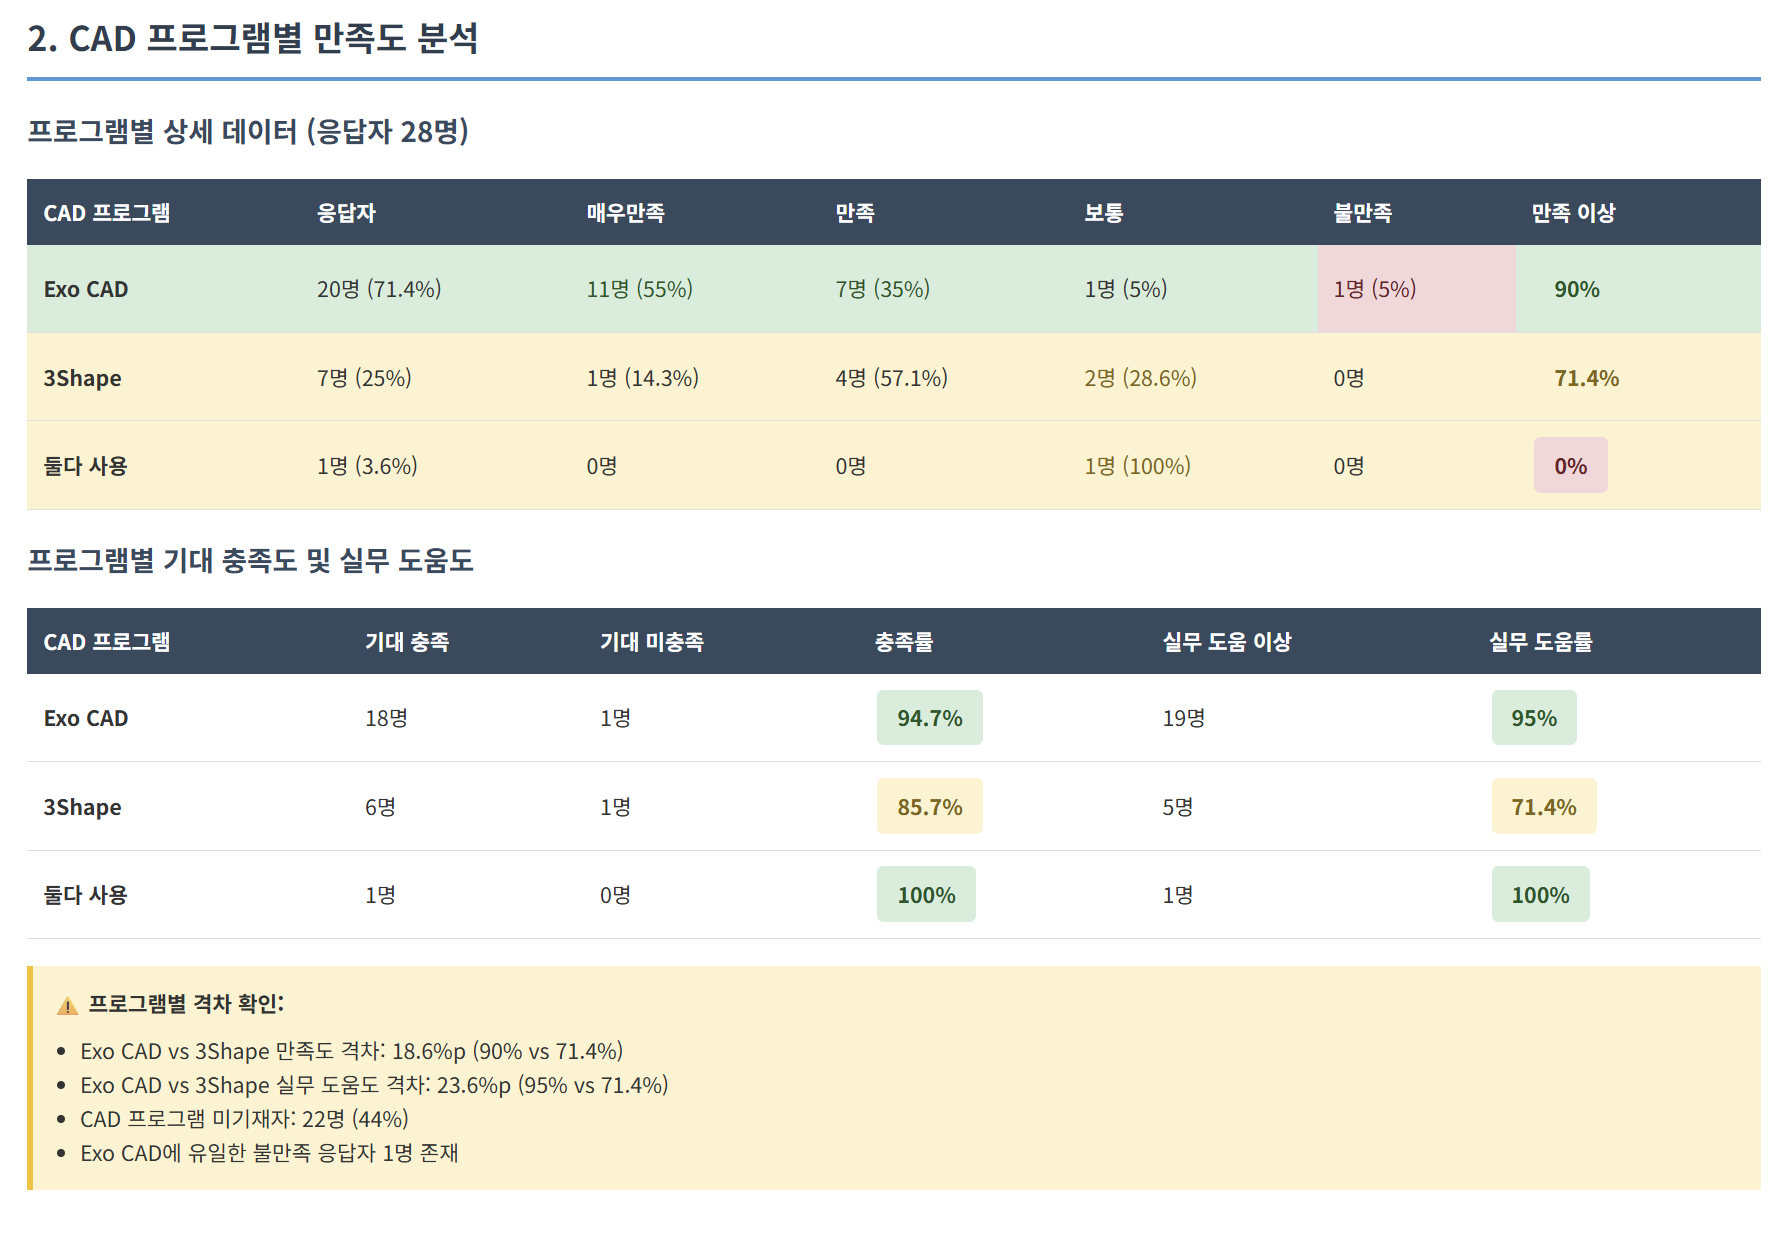 2. CAD 프로그램별 만족도 분석
프로그램별 상세 데이터 (응답자 28명)
CAD 프로그램 응답자 매우만족 만족 보통 불만족 만족 이상
Exo CAD 20명 (71.4%) 11명 (55%) 7명 (35%) 1명 (5%) 1명 (5%) 90%
3Shape 7명 (25%) 1명 (14.3%) 4명 (57.1%) 2명 (28.6%) 0명 71.4%
둘다 사용 1명 (3.6%) 0명 0명 1명 (100%) 0명 0%
프로그램별 기대 충족도 및 실무 도움도
CAD 프로그램 기대 충족 기대 미충족 충족률 실무 도움 이상 실무 도움률
Exo CAD 18명 1명 94.7% 19명 95%
3Shape 6명 1명 85.7% 5명 71.4%
둘다 사용 1명 0명 100% 1명 100%
⚠️ 프로그램별 격차 확인:
• Exo CAD vs 3Shape 만족도 격차: 18.6%p (90% vs 71.4%)
• Exo CAD vs 3Shape 실무 도움도 격차: 23.6%p (95% vs 71.4%)
• CAD 프로그램 미기재자: 22명 (44%)
• Exo CAD에 유일한 불만족 응답자 1명 존재